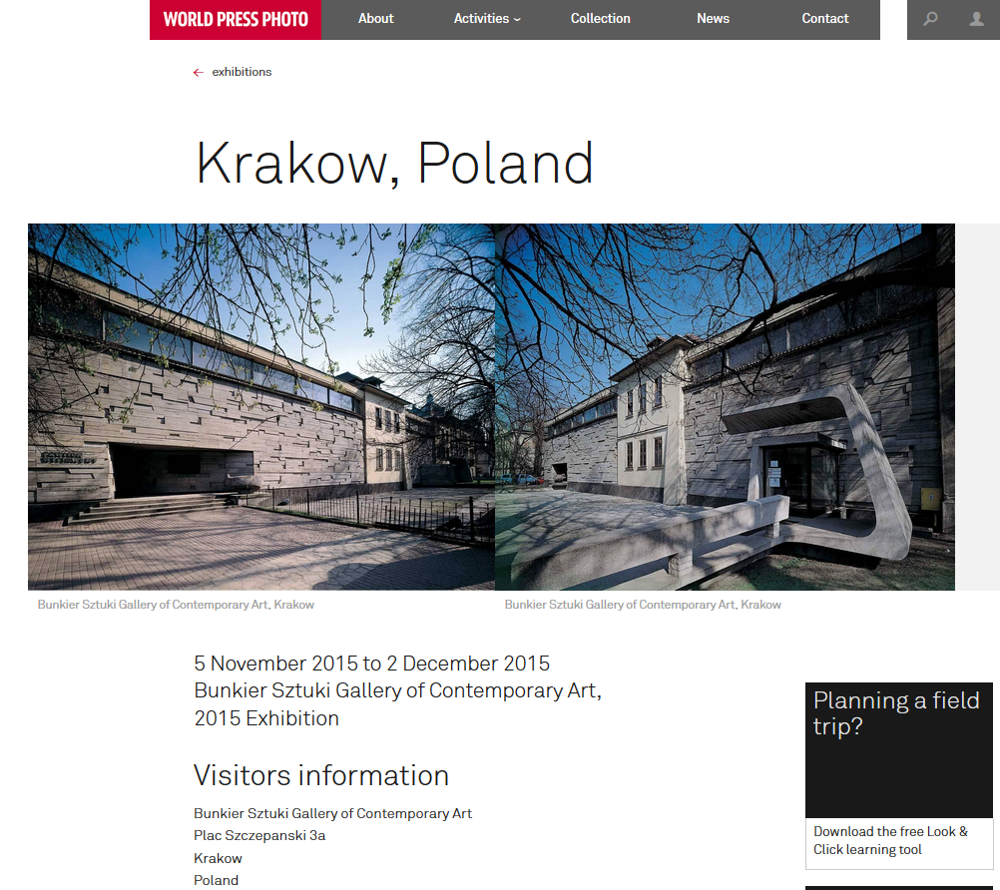 WORLD PRESS PHOTO
About
Activities
Collection
News
Contact
← exhibitions
Krakow, Poland
Bunkier Sztuki Gallery of Contemporary Art, Krakow
Bunkier Sztuki Gallery of Contemporary Art, Krakow
5 November 2015 to 2 December 2015
Bunkier Sztuki Gallery of Contemporary Art,
2015 Exhibition
Visitors information
Bunkier Sztuki Gallery of Contemporary Art
Plac Szczepanski 3a
Krakow
Poland
Planning a field
trip?
Download the free Look &
Click learning tool